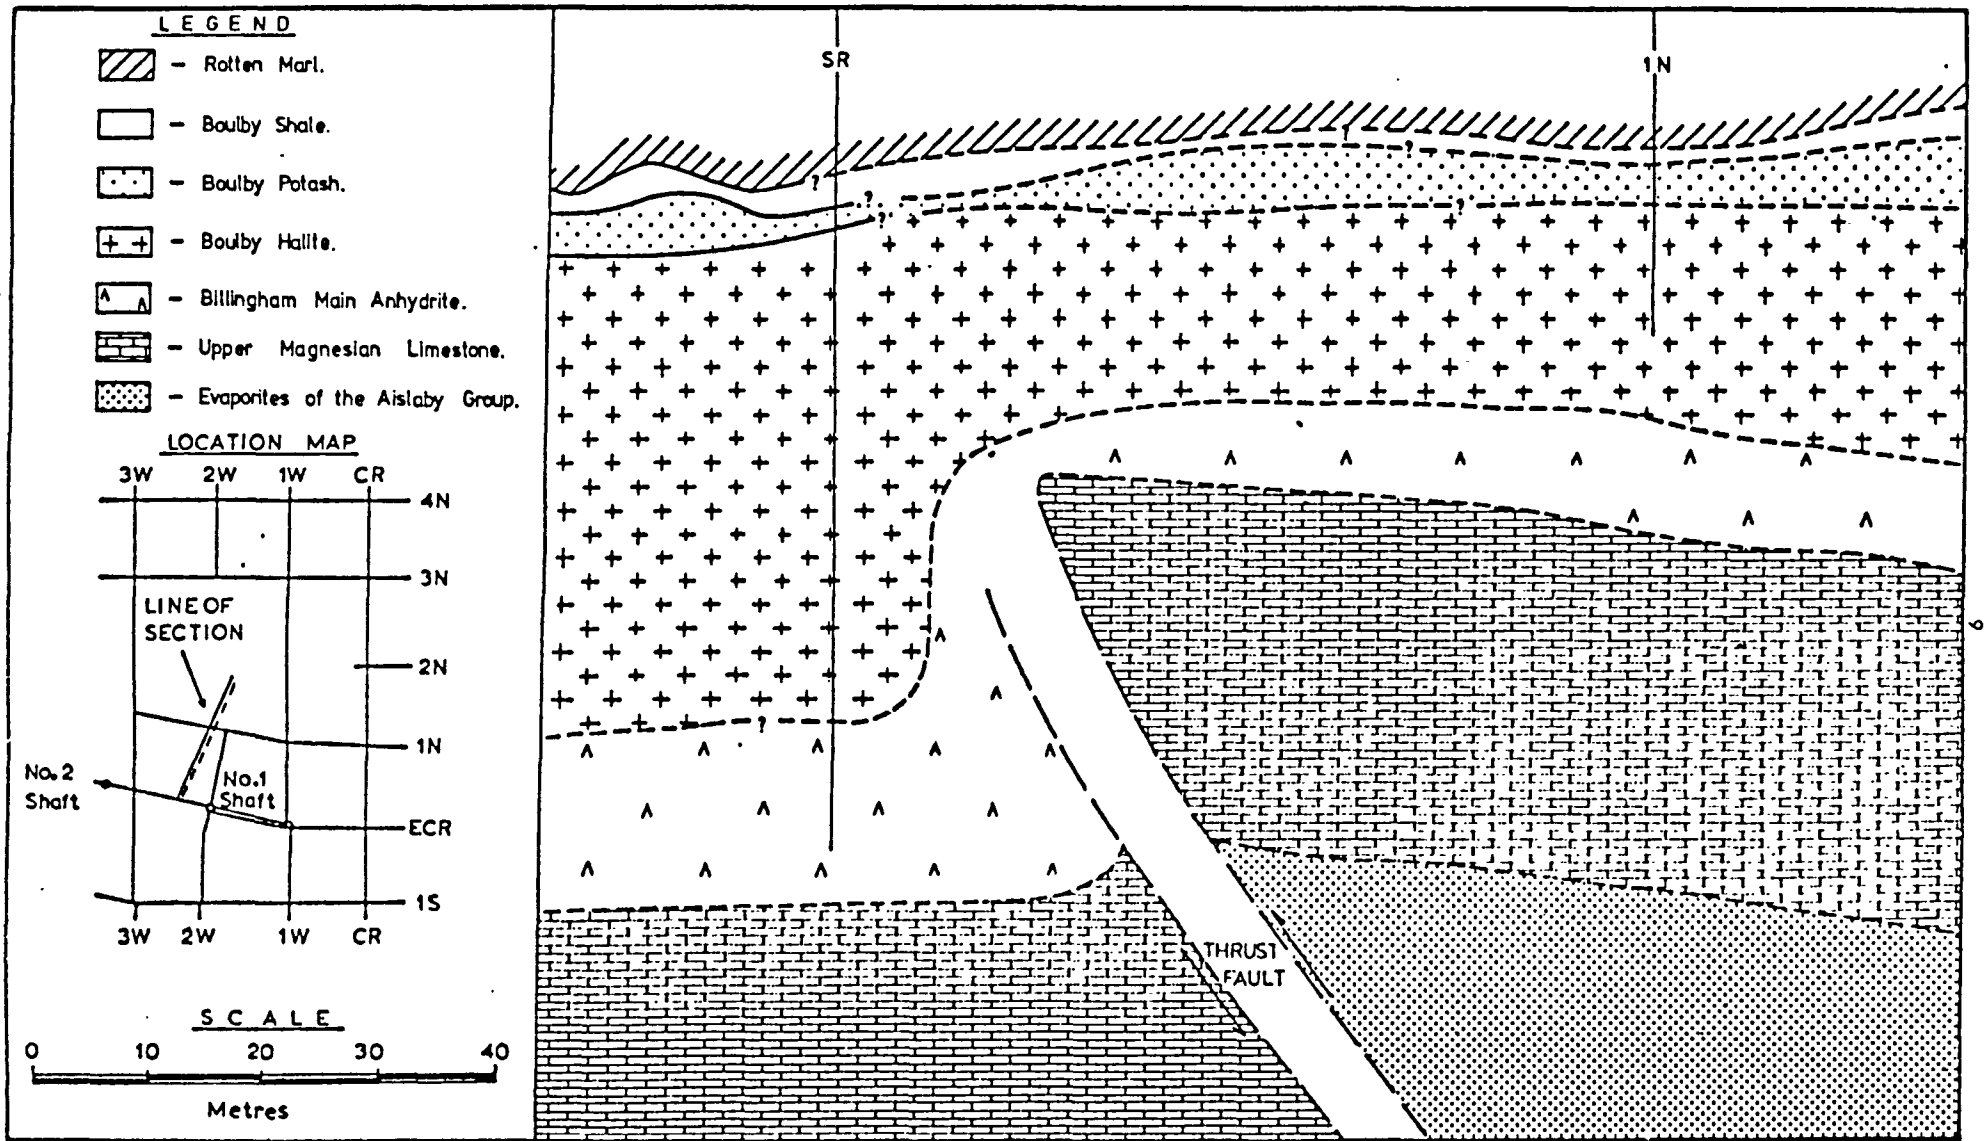 LEGEND
- Rotten Marl.
- Boulby Shale.
- Boulby Potash.
- Boulby Halite.
- Billingham Main Anhydrite.
- Upper Magnesian Limestone.
- Evaporites of the Aislaby Group.
LOCATION MAP
3W 2W 1W CR
4N
3N
LINE OF
SECTION
2N
1N
No.2
Shaft
No.1
Shaft
ECR
1S
3W 2W 1W CR
SCALE
0 10 20 30 40
Metres
SR
1N
?
?
?
?
?
?
?
THRUST
FAULT
9